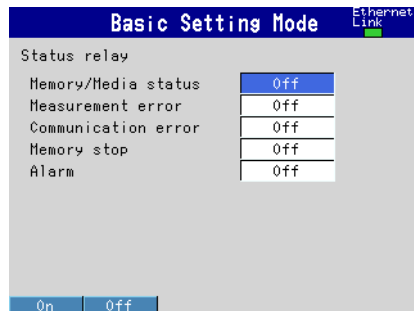 Basic Setting Mode
Ethernet
Link
Status relay
Memory/Media status Off
Measurement error Off
Communication error Off
Memory stop Off
Alarm Off
On Off